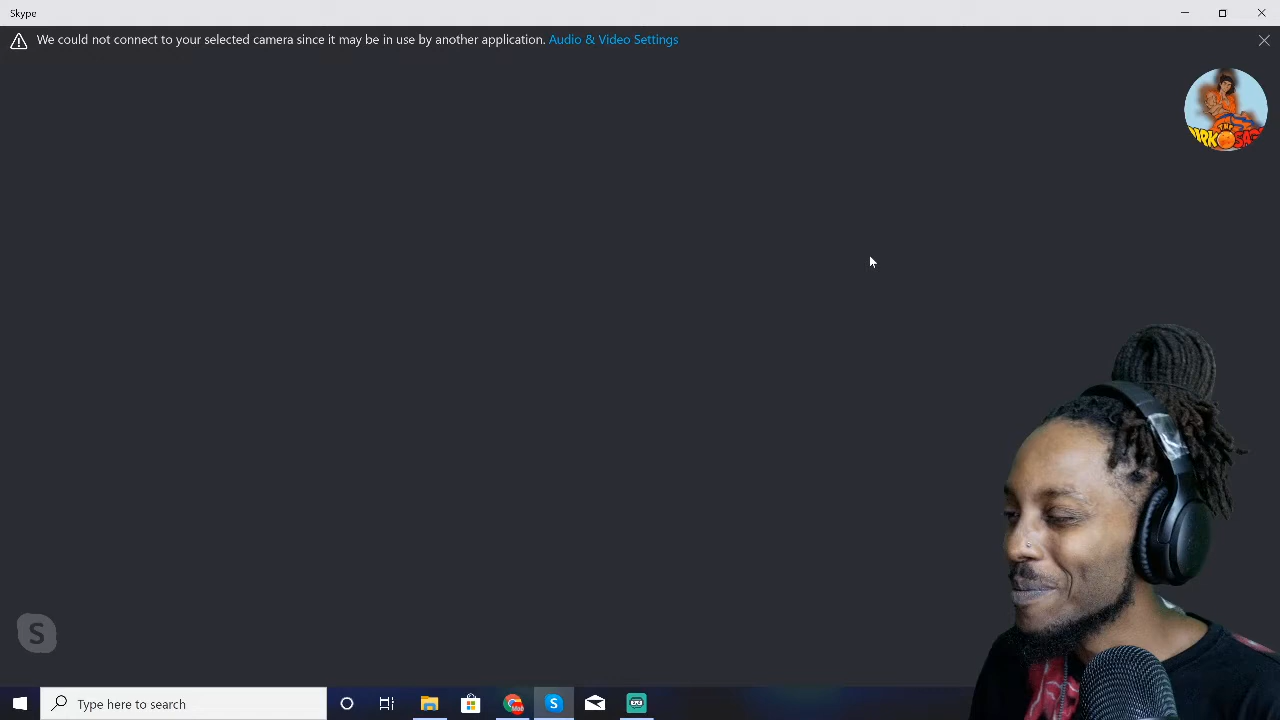 Skype
We could not connect to your selected camera since it may be in use by another application. Audio & Video Settings
THE
S
Type here to search
S